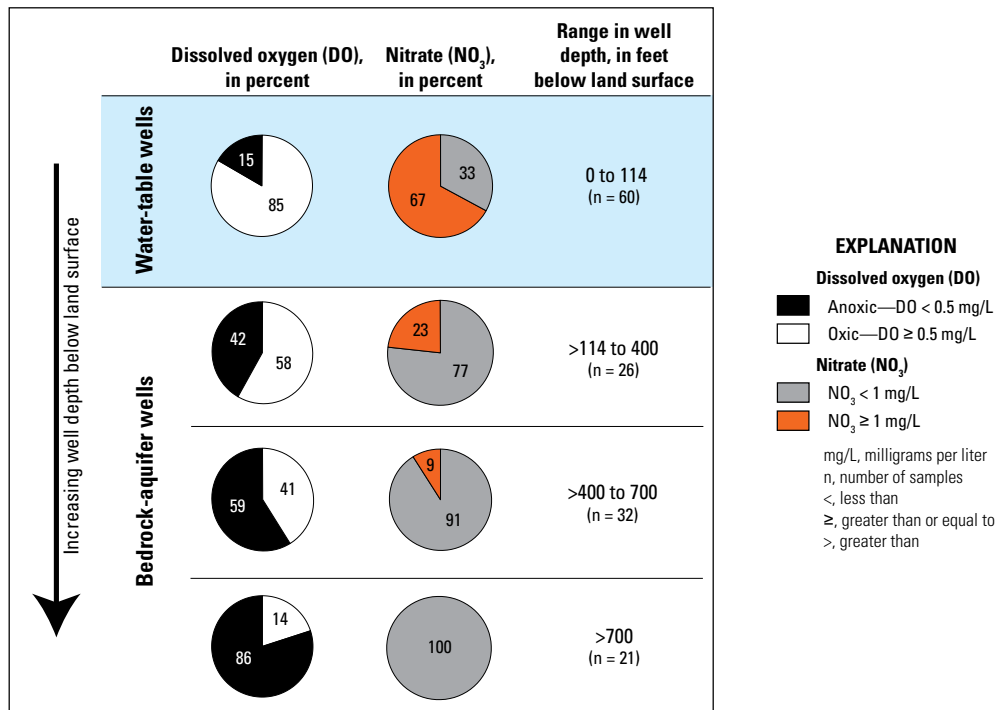 Dissolved oxygen (DO),
in percent
Nitrate (NO₃),
in percent
Range in well
depth, in feet
below land surface
Increasing well depth below land surface
Water-table wells
15
85
33
67
0 to 114
(n = 60)
Bedrock-aquifer wells
42
58
23
77
>114 to 400
(n = 26)
59
41
9
91
>400 to 700
(n = 32)
14
86
100
>700
(n = 21)
EXPLANATION
Dissolved oxygen (DO)
Anoxic—DO < 0.5 mg/L
Oxic—DO ≥ 0.5 mg/L
Nitrate (NO₃)
NO₃ < 1 mg/L
NO₃ ≥ 1 mg/L
mg/L, milligrams per liter
n, number of samples
<, less than
≥, greater than or equal to
>, greater than